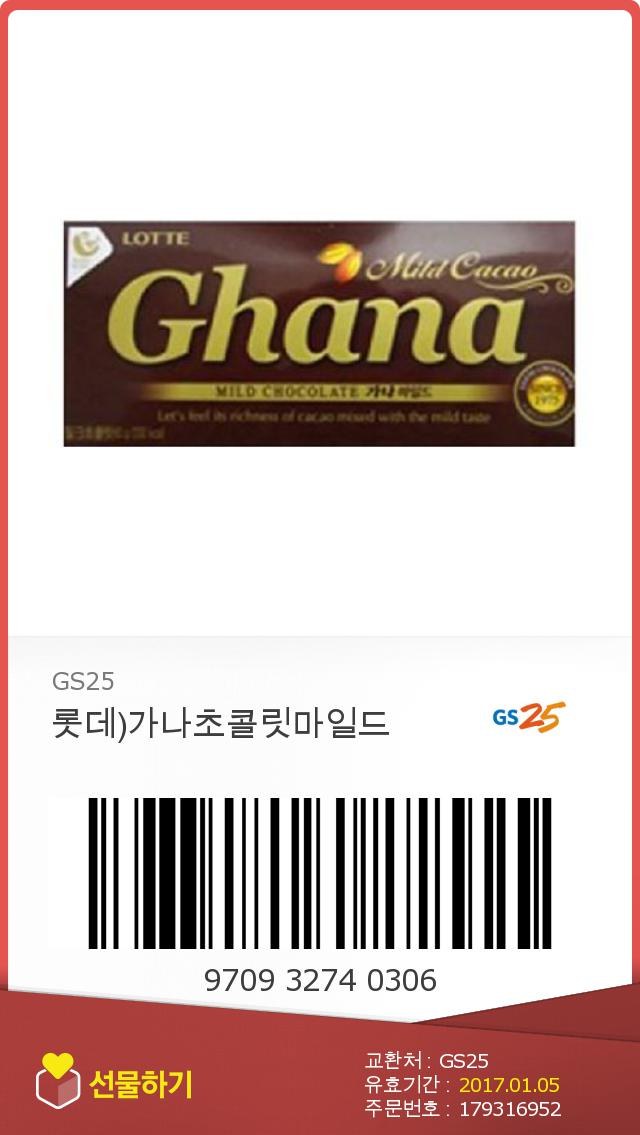 LOTTE
Mild Cacao
Ghana
MILD CHOCOLATE 가나 마일드
SINCE
1975
Let's feel its richness of cacao mixed with the mild taste
GS25
롯데)가나초콜릿마일드
GS25
9709 3274 0306
선물하기
교환처 : GS25
유효기간 : 2017.01.05
주문번호 : 179316952